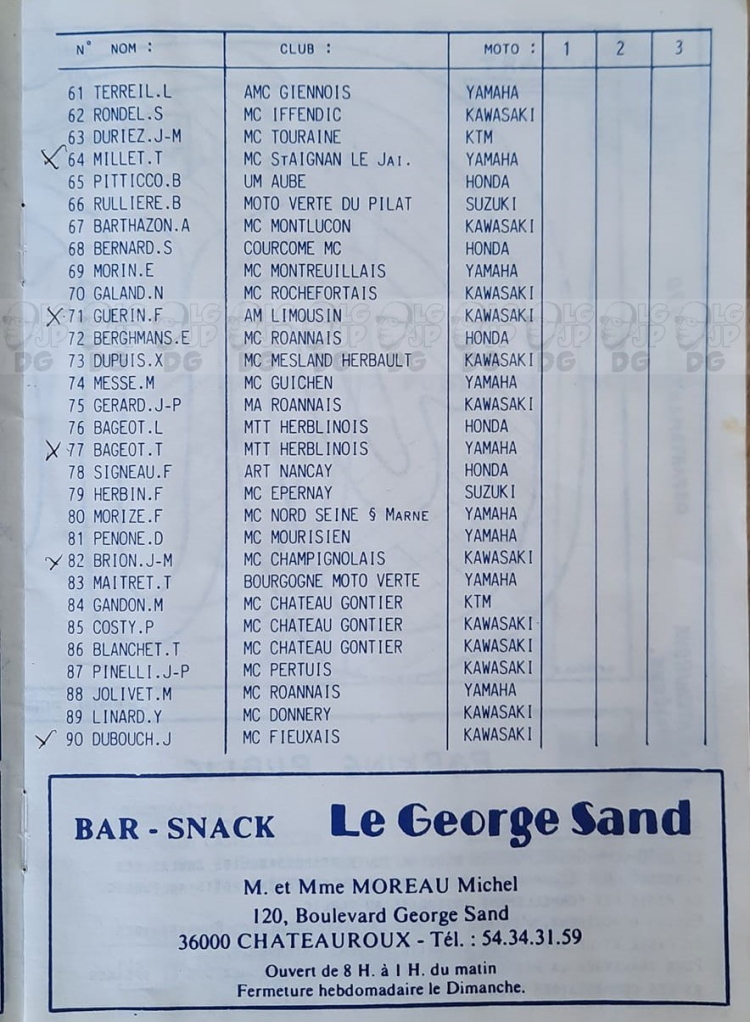 N° NOM : CLUB : MOTO : 1 2 3
61 TERREIL.L AMC GIENNOIS YAMAHA
62 RONDEL.S MC IFFENDIC KAWASAKI
63 DURIEZ.J-M MC TOURAINE KTM
64 MILLET.T MC STAIGNAN LE JAI. YAMAHA
65 PITTICCO.B UM AUBE HONDA
66 RULLIERE.B MOTO VERTE DU PILAT SUZUKI
67 BARTHAZON.A MC MONTLUCON KAWASAKI
68 BERNARD.S COURCOME MC HONDA
69 MORIN.E MC MONTREUILLAIS YAMAHA
70 GALAND.N MC ROCHEFORTAIS KAWASAKI
71 GUERIN.F AM LIMOUSIN KAWASAKI
72 BERGHMANS.E MC ROANNAIS HONDA
73 DUPUIS.X MC MESLAND HERBAULT KAWASAKI
74 MESSE.M MC GUICHEN YAMAHA
75 GERARD.J-P MA ROANNAIS KAWASAKI
76 BAGEOT.L MTT HERBLINOIS HONDA
77 BAGEOT.T MTT HERBLINOIS YAMAHA
78 SIGNEAU.F ART NANCAY HONDA
79 HERBIN.F MC EPERNAY SUZUKI
80 MORIZE.F MC NORD SEINE § MARNE YAMAHA
81 PENONE.D MC MOURISIEN YAMAHA
82 BRION.J-M MC CHAMPIGNOLAIS KAWASAKI
83 MAITRET.T BOURGOGNE MOTO VERTE YAMAHA
84 GANDON.M MC CHATEAU GONTIER KTM
85 COSTY.P MC CHATEAU GONTIER KAWASAKI
86 BLANCHET.T MC CHATEAU GONTIER KAWASAKI
87 PINELLI.J-P MC PERTUIS KAWASAKI
88 JOLIVET.M MC ROANNAIS YAMAHA
89 LINARD.Y MC DONNERY KAWASAKI
90 DUBOUCH.J MC FIEUXAIS KAWASAKI
BAR - SNACK Le George Sand
M. et Mme MOREAU Michel
120, Boulevard George Sand
36000 CHATEAUROUX - Tél. : 54.34.31.59
Ouvert de 8 H. à 1 H. du matin
Fermeture hebdomadaire le Dimanche.